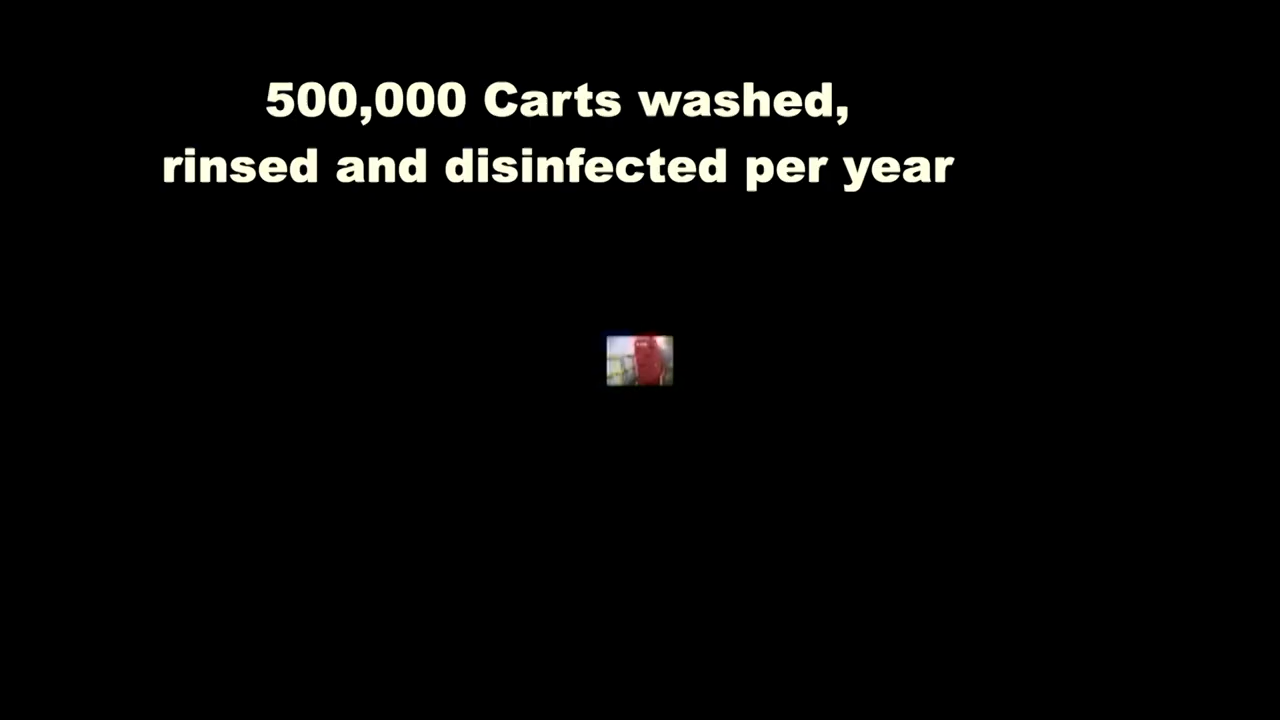 500,000 Carts washed,
rinsed and disinfected per year